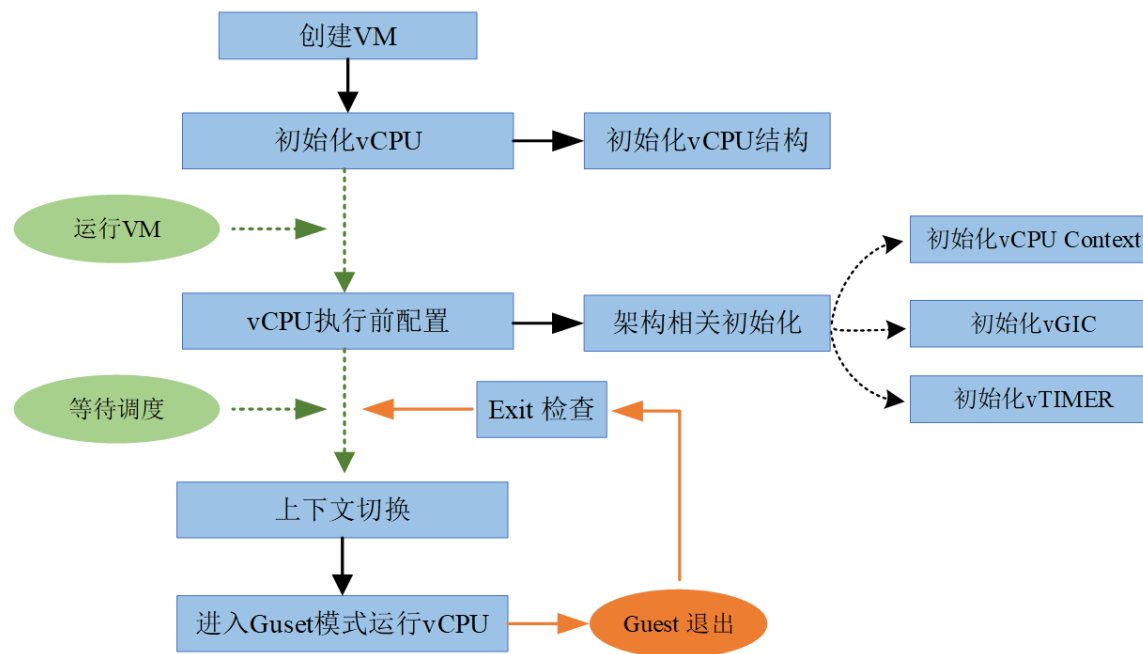 创建VM
初始化vCPU
初始化vCPU结构
运行VM
初始化vCPU Context
vCPU执行前配置
架构相关初始化
初始化vGIC
初始化vTIMER
等待调度
Exit 检查
上下文切换
进入Guset模式运行vCPU
Guest 退出